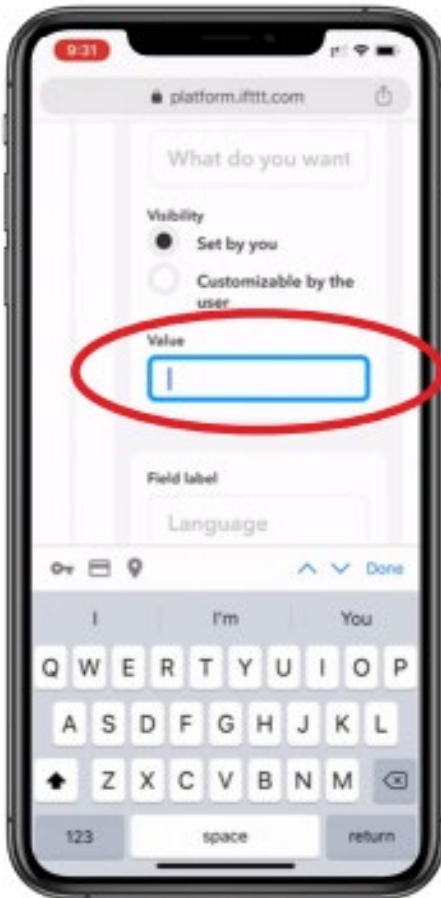 9:31
platform.ifttt.com
What do you want
Visibility
Set by you
Customizable by the
user
Value
Field label
Language
Done
I I'm You
Q W E R T Y U I O P
A S D F G H J K L
Z X C V B N M
123 space return